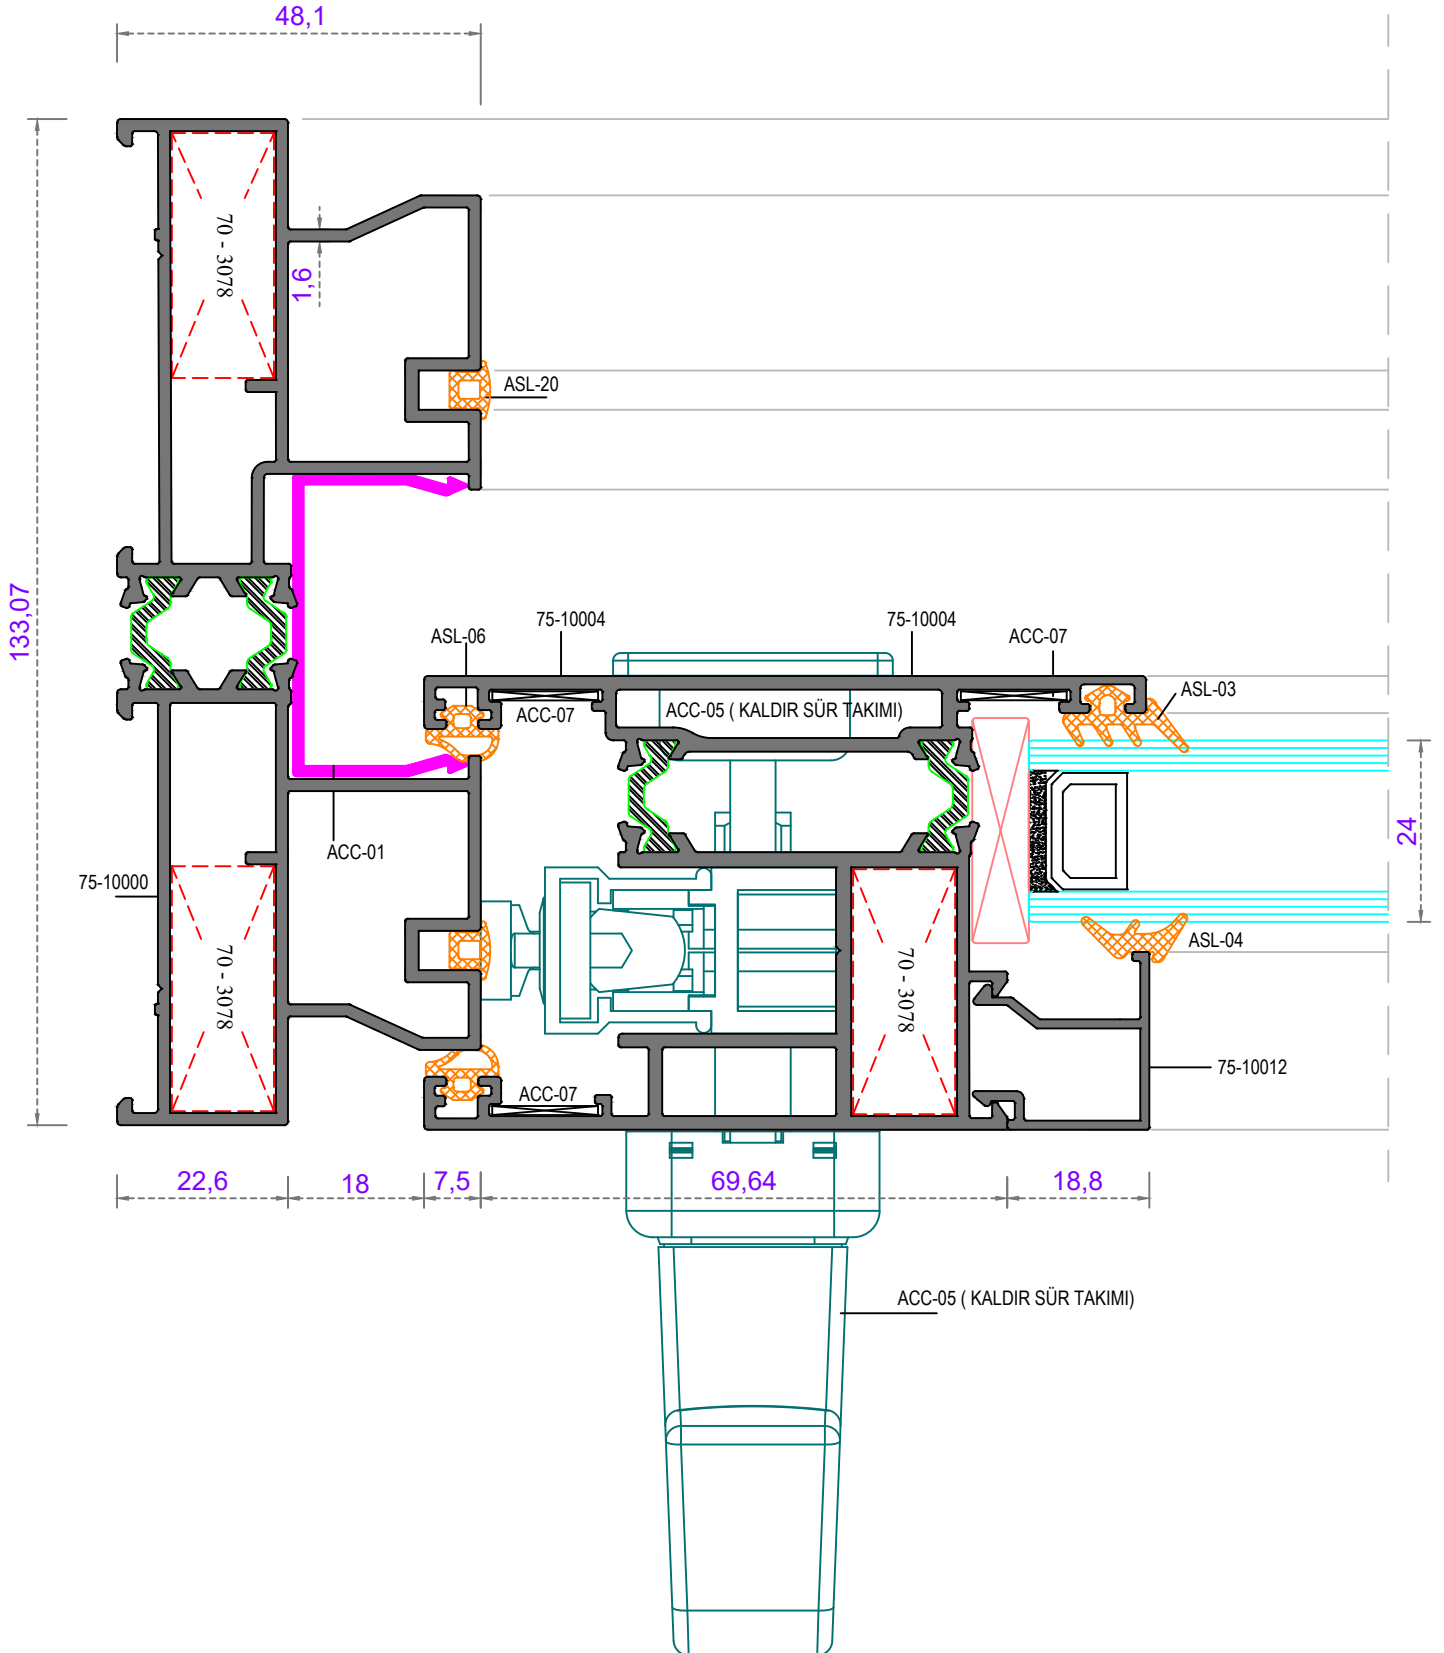 48,1
70 - 3078
1,6
ASL-20
133,07
75-10004
75-10004
ASL-06
ACC-07
ASL-03
ACC-07
ACC-05 ( KALDIR SÜR TAKIMI)
24
ACC-01
75-10000
ASL-04
70 - 3078
70 - 3078
75-10012
ACC-07
22,6
18
7,5
69,64
18,8
ACC-05 ( KALDIR SÜR TAKIMI)